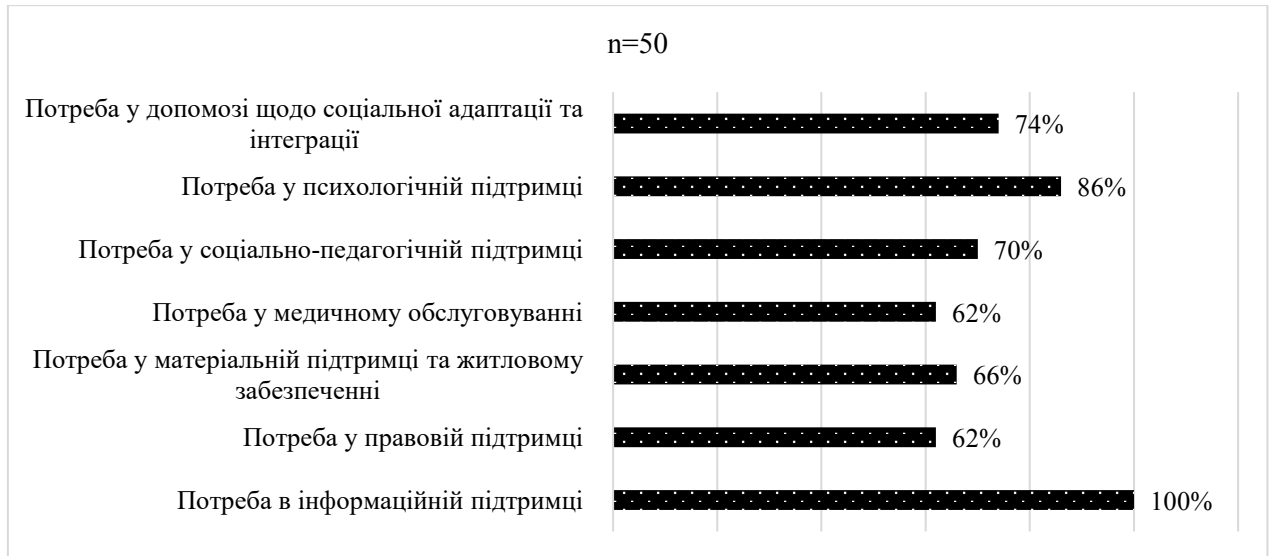 n=50
Потреба у допомозі щодо соціальної адаптації та
інтеграції
74%
Потреба у психологічній підтримці
86%
Потреба у соціально-педагогічній підтримці
70%
Потреба у медичному обслуговуванні
62%
Потреба у матеріальній підтримці та житловому
забезпеченні
66%
Потреба у правовій підтримці
62%
Потреба в інформаційній підтримці
100%